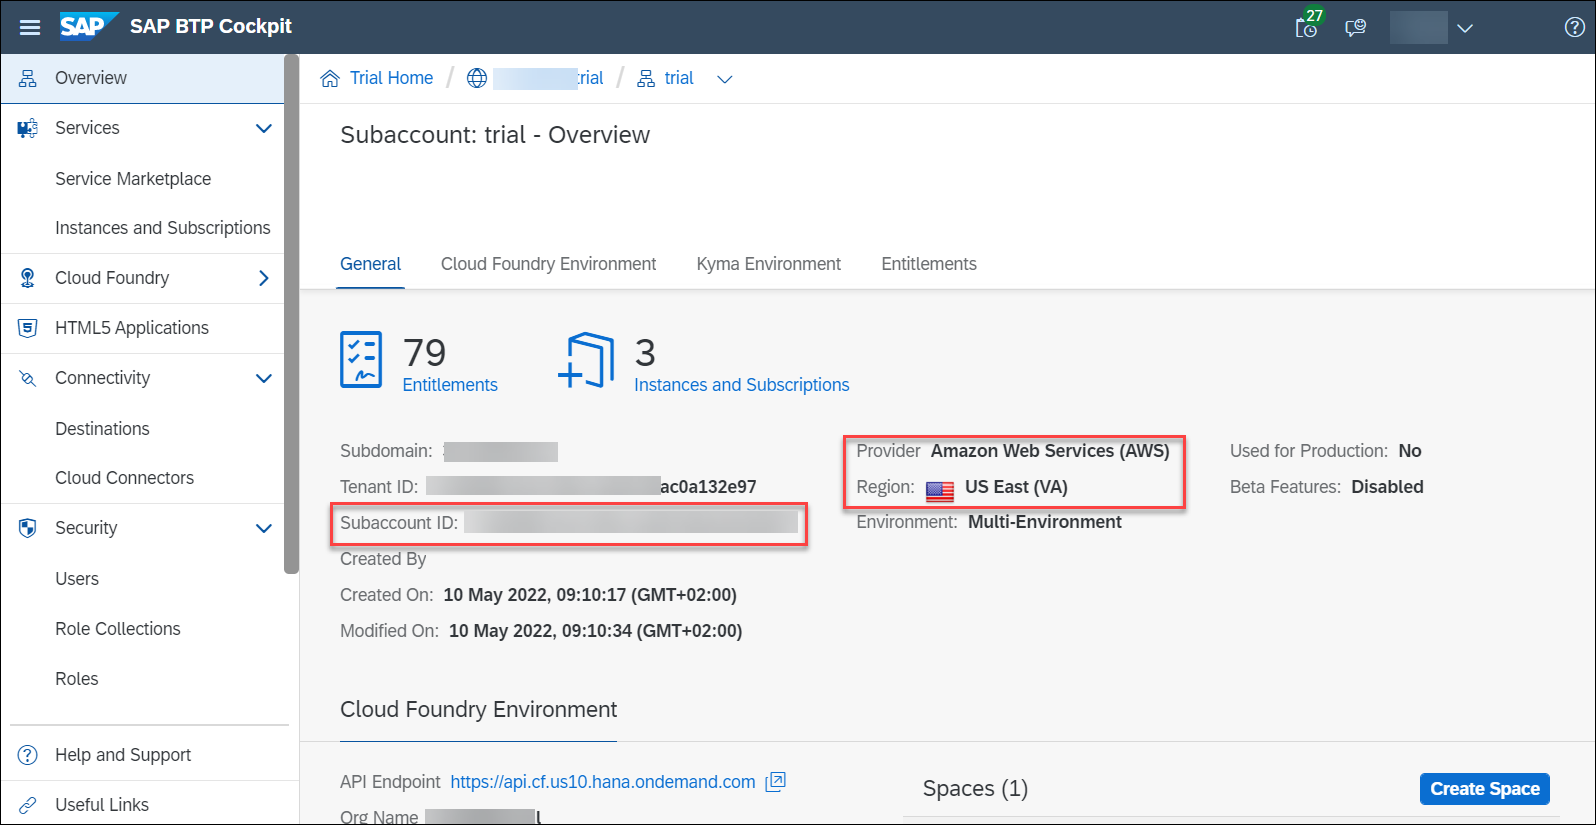 SAP SAP BTP Cockpit 27
Overview
Services
Service Marketplace
Instances and Subscriptions
Cloud Foundry
HTML5 Applications
Connectivity
Destinations
Cloud Connectors
Security
Users
Role Collections
Roles
Help and Support
Useful Links
Trial Home / trial / trial
Subaccount: trial - Overview
General Cloud Foundry Environment Kyma Environment Entitlements
79
Entitlements
3
Instances and Subscriptions
Subdomain:
Tenant ID: ac0a132e97
Subaccount ID:
Created By
Created On: 10 May 2022, 09:10:17 (GMT+02:00)
Modified On: 10 May 2022, 09:10:34 (GMT+02:00)
Provider Amazon Web Services (AWS)
Region: US East (VA)
Environment: Multi-Environment
Used for Production: No
Beta Features: Disabled
Cloud Foundry Environment
API Endpoint https://api.cf.us10.hana.ondemand.com
Org Name
Spaces (1)
Create Space